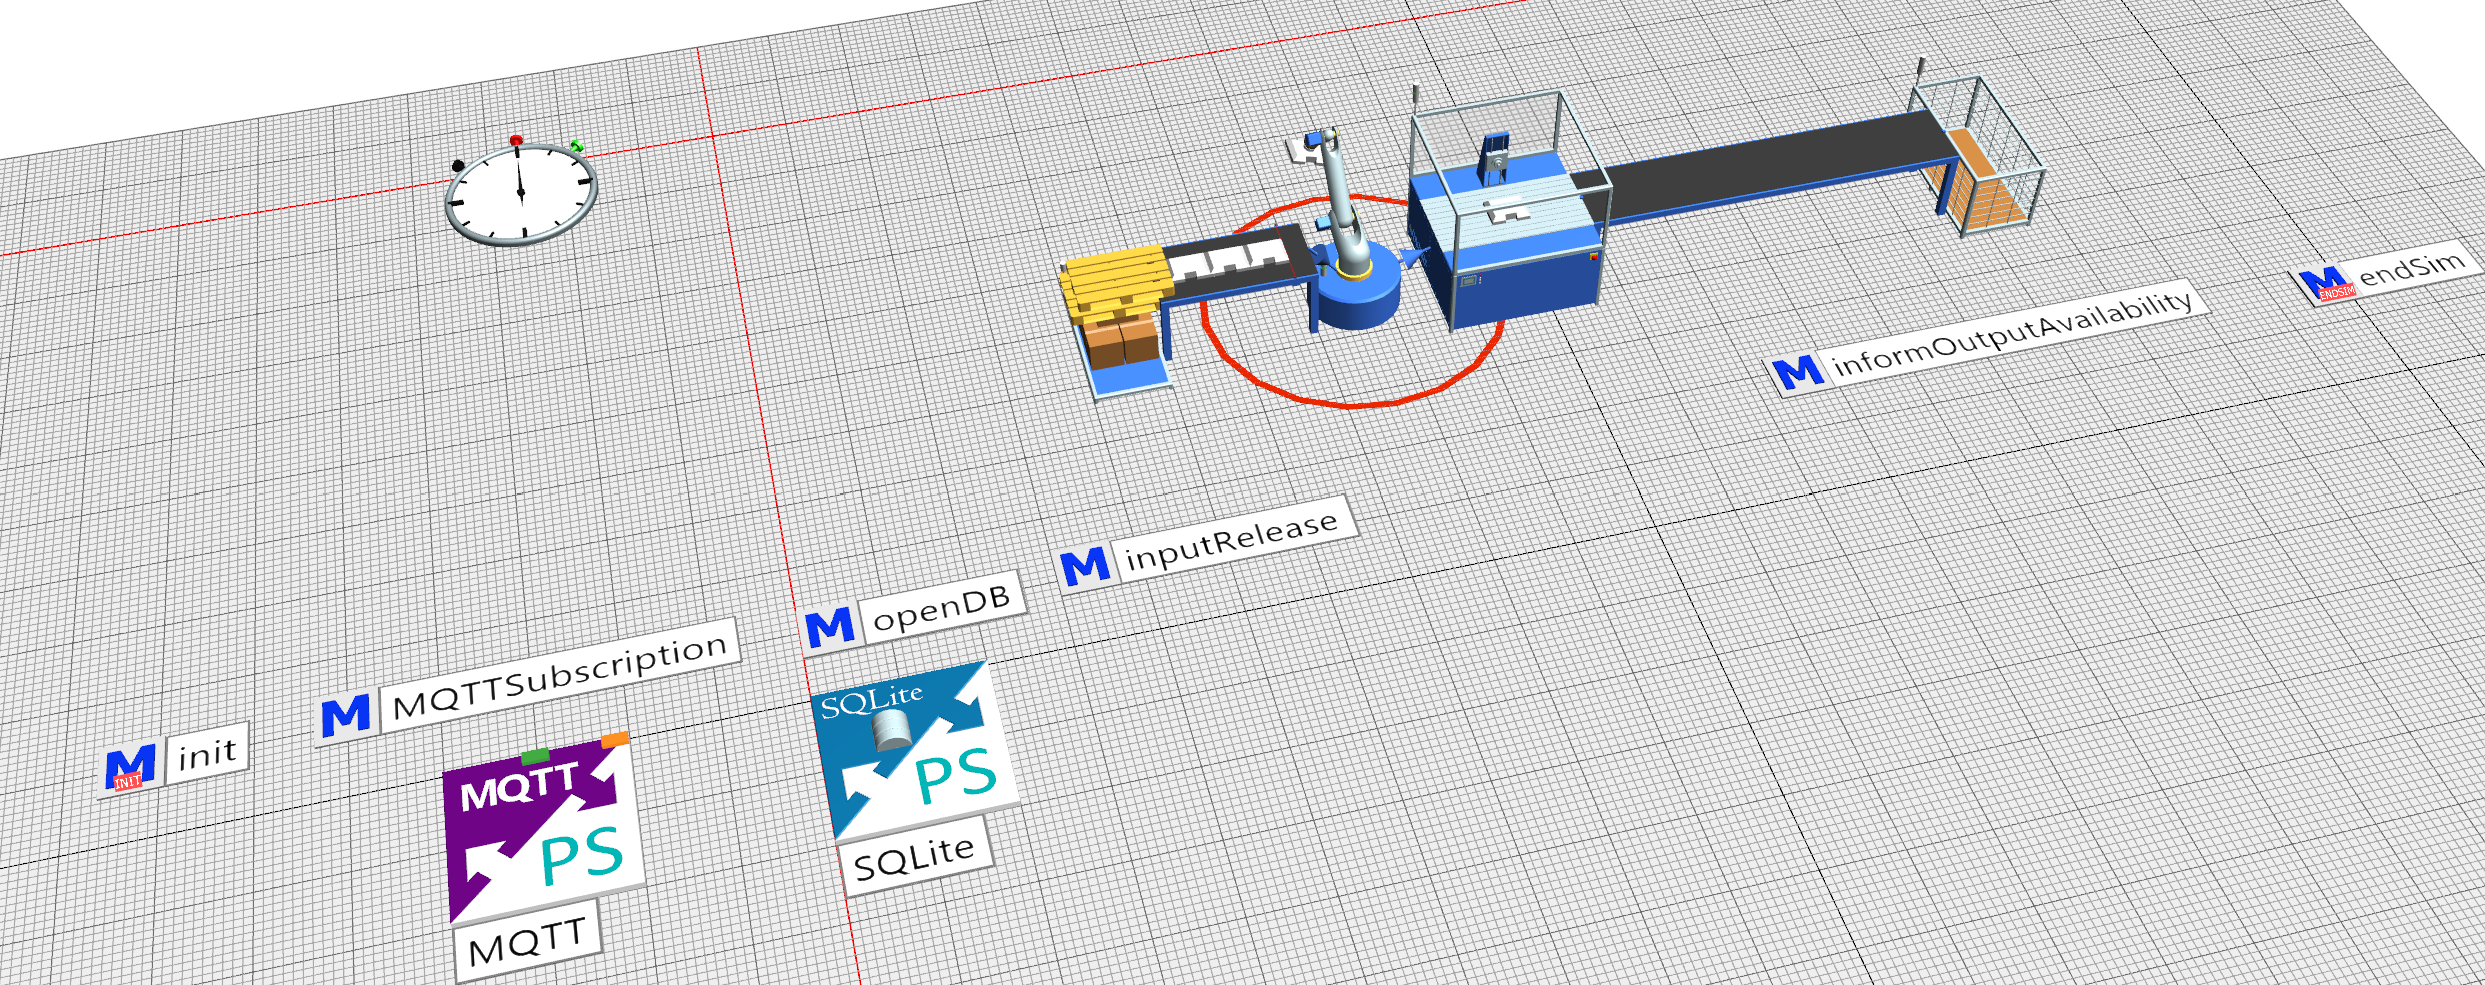 endSim
ENDSIM
informOutputAvailability
inputRelease
openDB
MQTTSubscription
init
INIT
SQLite
PS
SQLite
MQTT
PS
MQTT